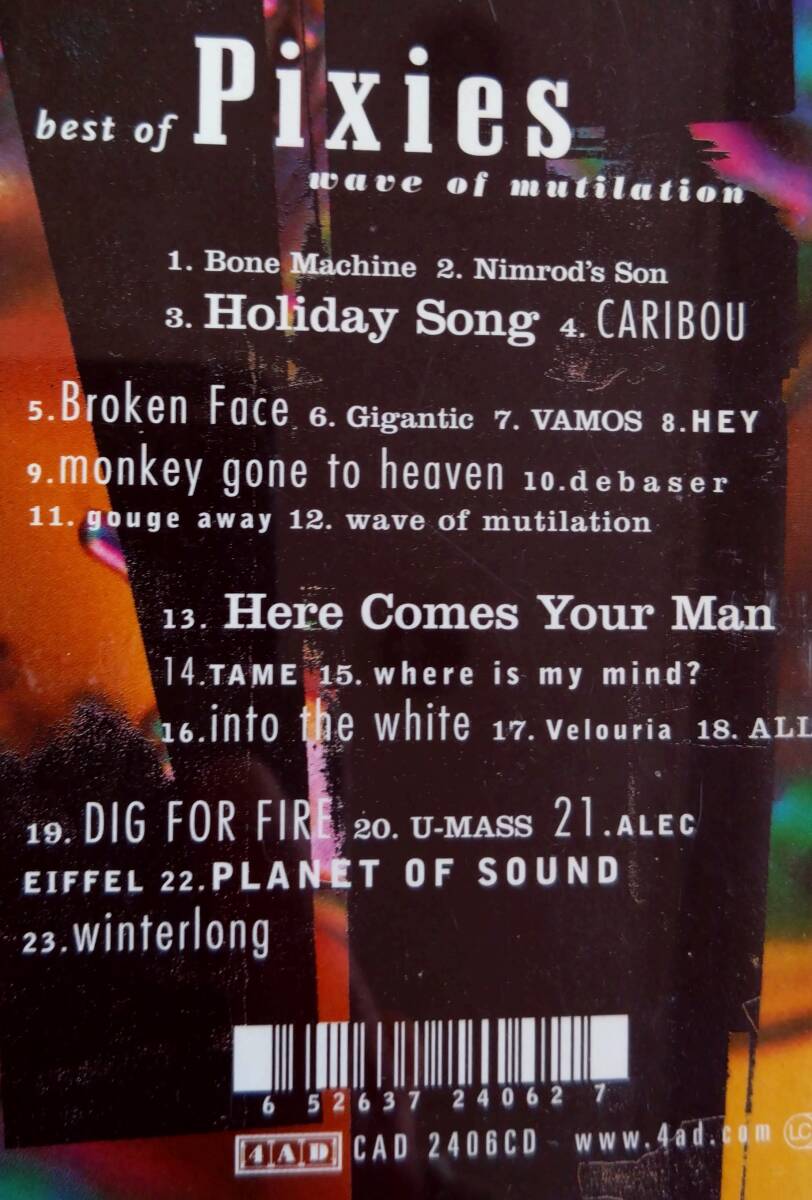 best of Pixies
wave of mutilation
1. Bone Machine 2. Nimrod's Son
3. Holiday Song 4. CARIBOU
5. Broken Face 6. Gigantic 7. VAMOS 8. HEY
9. monkey gone to heaven 10. debaser
11. gouge away 12. wave of mutilation
13. Here Comes Your Man
14. TAME 15. where is my mind?
16. into the white 17. Velouria 18. ALL
19. DIG FOR FIRE 20. U-MASS 21. ALEC
EIFFEL 22. PLANET OF SOUND
23. winterlong
6 52637 24062 7
4AD CAD 2406CD www.4ad.com LC